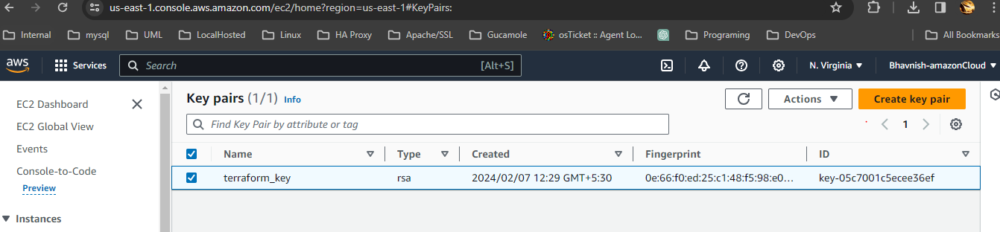 us-east-1.console.aws.amazon.com/ec2/home?region=us-east-1#KeyPairs:
Internal mysql UML LocalHosted Linux HA Proxy Apache/SSL Gucamole osTicket :: Agent Lo... Programing DevOps All Bookmarks
aws Services Search [Alt+S] N. Virginia Bhavnish-amazonCloud
EC2 Dashboard
EC2 Global View
Events
Console-to-Code
Preview
Instances
Key pairs (1/1) Info Actions Create key pair
Find Key Pair by attribute or tag 1
Name Type Created Fingerprint ID
terraform_key rsa 2024/02/07 12:29 GMT+5:30 0e:66:f0:ed:25:c1:48:f5:98:e0... key-05c7001c5ecee36ef